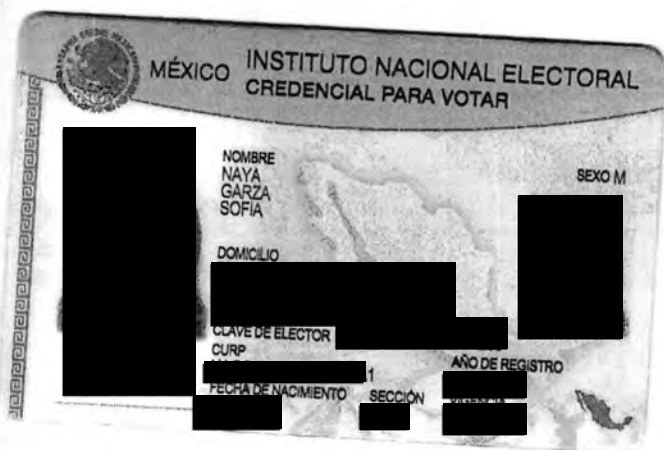 MÉXICO INSTITUTO NACIONAL ELECTORAL
CREDENCIAL PARA VOTAR
NOMBRE
NAYA
GARZA
SOFIA
SEXO M
DOMICILIO
CLAVE DE ELECTOR
CURP
1
AÑO DE REGISTRO
FECHA DE NACIMIENTO
SECCIÓN